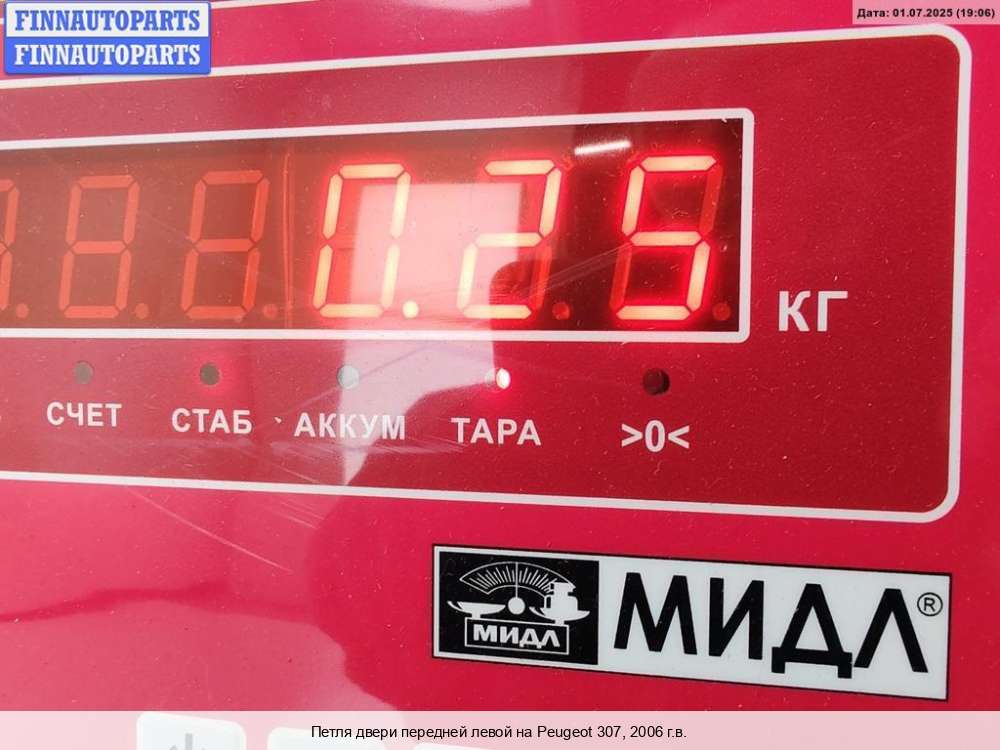 FINNAUTOPARTS
FINNAUTOPARTS
Дата: 01.07.2025 (19:06)
0.25
КГ
СЧЕТ
СТАБ
АККУМ
ТАРА
>0<
МИДЛ
МИДЛ®
Петля двери передней левой на Peugeot 307, 2006 г.в.